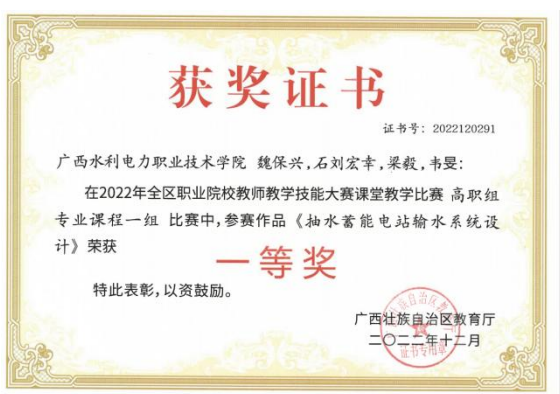 获奖证书
证书号：2022120291
广西水利电力职业技术学院 魏保兴,石刘宏幸,梁毅,韦旻:
在2022年全区职业院校教师教学技能大赛课堂教学比赛 高职组
专业课程一组 比赛中,参赛作品《抽水蓄能电站输水系统设
计》荣获
一等奖
特此表彰,以资鼓励。
广西壮族自治区教育厅
二〇二二年十二月